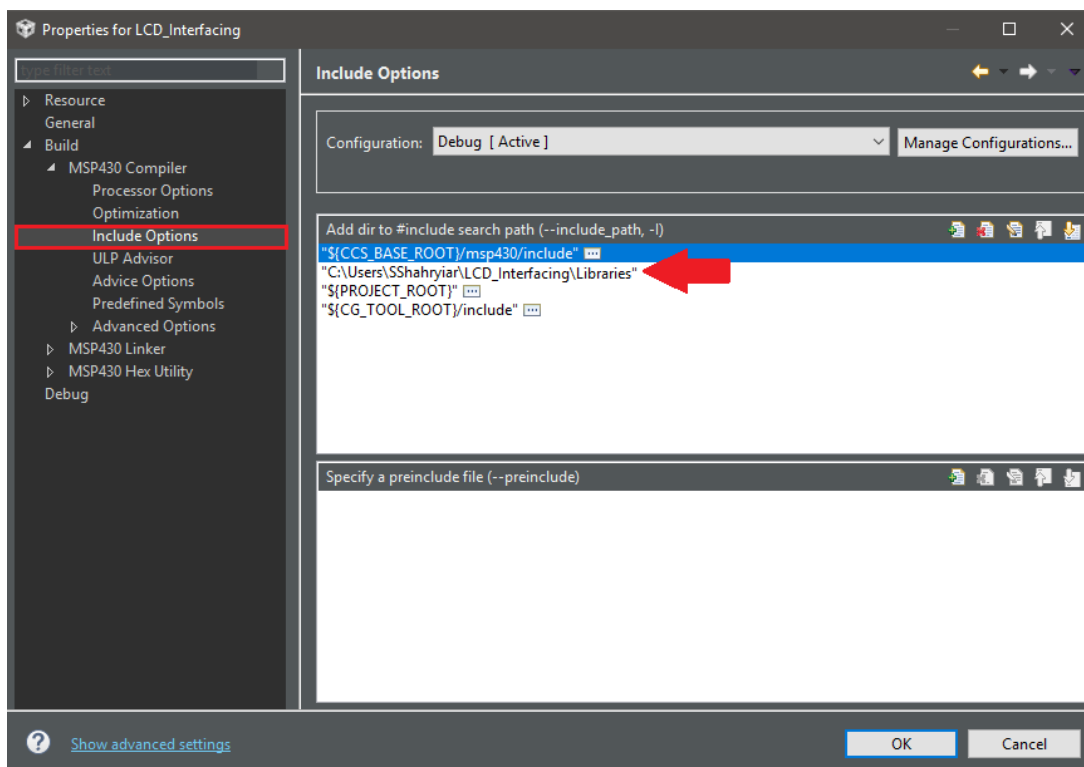 Properties for LCD_Interfacing
type filter text
Include Options
Resource
General
Build
MSP430 Compiler
Processor Options
Optimization
Include Options
ULP Advisor
Advice Options
Predefined Symbols
Advanced Options
MSP430 Linker
MSP430 Hex Utility
Debug
Configuration: Debug [ Active ]
Manage Configurations...
Add dir to #include search path (--include_path, -I)
"${CCS_BASE_ROOT}/msp430/include"
"C:\Users\SShahryiar\LCD_Interfacing\Libraries"
"${PROJECT_ROOT}"
"${CG_TOOL_ROOT}/include"
Specify a preinclude file (--preinclude)
? Show advanced settings
OK Cancel